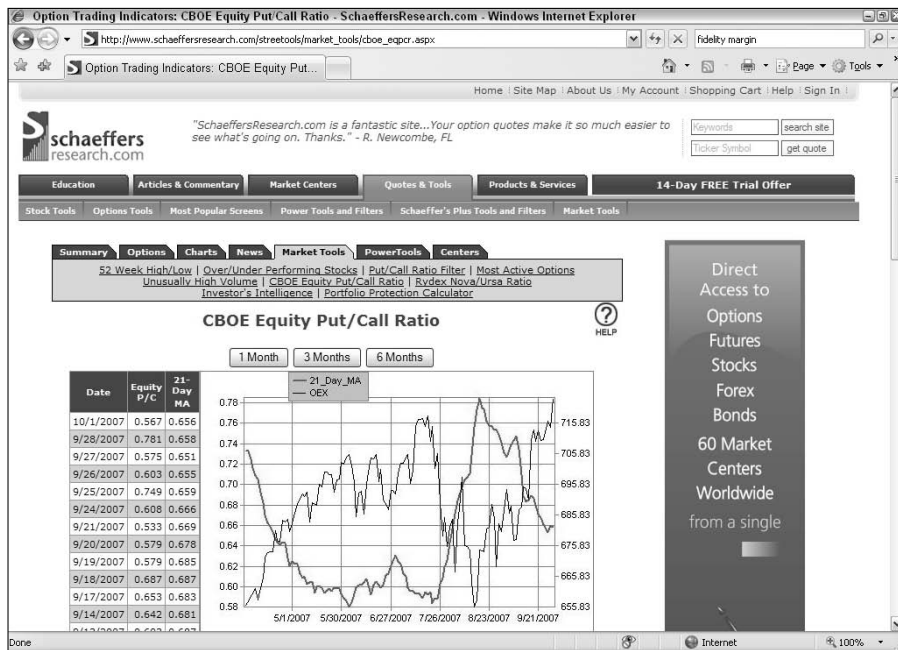 Option Trading Indicators: CBOE Equity Put/Call Ratio - SchaeffersResearch.com - Windows Internet Explorer
http://www.schaeffersresearch.com/streetools/market_tools/cboe_eqpcr.aspx
fidelity margin
Option Trading Indicators: CBOE Equity Put...
Page
Tools
Home | Site Map | About Us | My Account | Shopping Cart | Help | Sign In |
schaeffers
research.com
"SchaeffersResearch.com is a fantastic site...Your option quotes make it so much easier to
see what's going on. Thanks." - R. Newcombe, FL
Keywords search site
Ticker Symbol get quote
Education Articles & Commentary Market Centers Quotes & Tools Products & Services 14-Day FREE Trial Offer
Stock Tools Options Tools Most Popular Screens Power Tools and Filters Schaeffer's Plus Tools and Filters Market Tools
Summary Options Charts News Market Tools PowerTools Centers
52 Week High/Low | Over/Under Performing Stocks | Put/Call Ratio Filter | Most Active Options
Unusually High Volume | CBOE Equity Put/Call Ratio | Rydex Nova/Ursa Ratio
Investor's Intelligence | Portfolio Protection Calculator
CBOE Equity Put/Call Ratio
?
HELP
1 Month 3 Months 6 Months
Date Equity P/C 21-Day MA
10/1/2007 0.567 0.656
9/28/2007 0.781 0.658
9/27/2007 0.575 0.651
9/26/2007 0.603 0.655
9/25/2007 0.749 0.659
9/24/2007 0.608 0.666
9/21/2007 0.533 0.669
9/20/2007 0.579 0.678
9/19/2007 0.579 0.685
9/18/2007 0.687 0.687
9/17/2007 0.653 0.683
9/14/2007 0.642 0.681
21_Day_MA
OEX
0.78
0.76
0.74
0.72
0.70
0.68
0.66
0.64
0.62
0.60
0.58
715.83
705.83
695.83
685.83
675.83
665.83
655.83
5/1/2007 5/30/2007 6/27/2007 7/26/2007 8/23/2007 9/21/2007
Direct
Access to
Options
Futures
Stocks
Forex
Bonds
60 Market
Centers
Worldwide
from a single
Done
Internet
100%